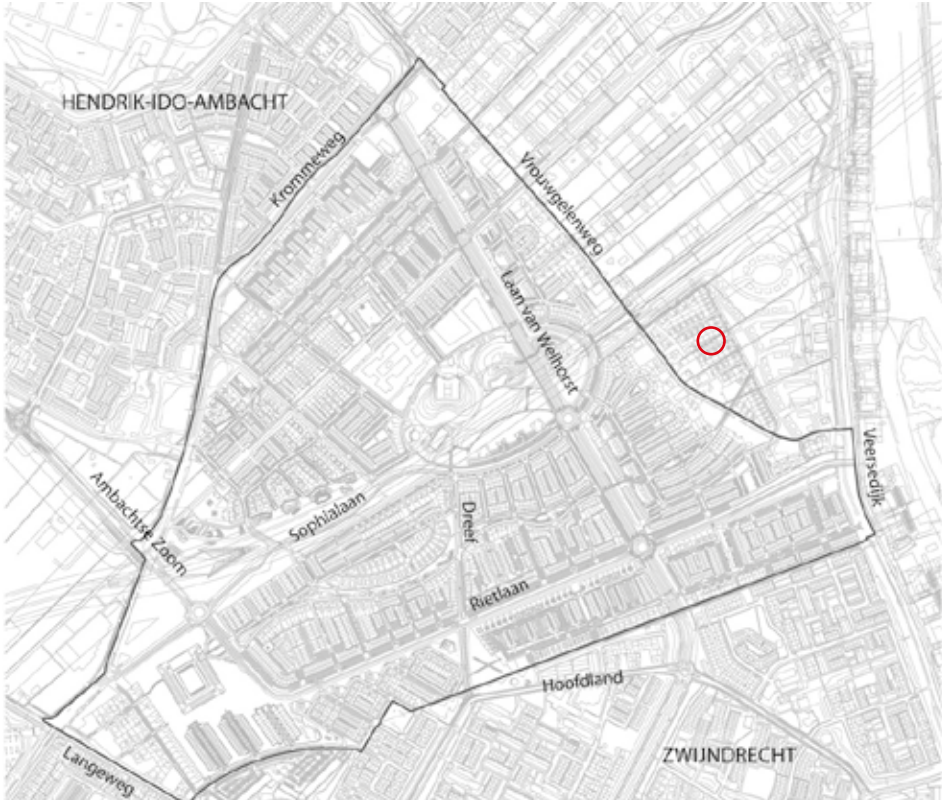 HENDRIK-IDO-AMBACHT
Krommeweg
Vrouwgelenweg
Laan van Welhorst
Veersedijk
Ambachtse Zoom
Sophialaan
Dreef
Rietlaan
Hoofdland
ZWIJNDRECHT
Langeweg